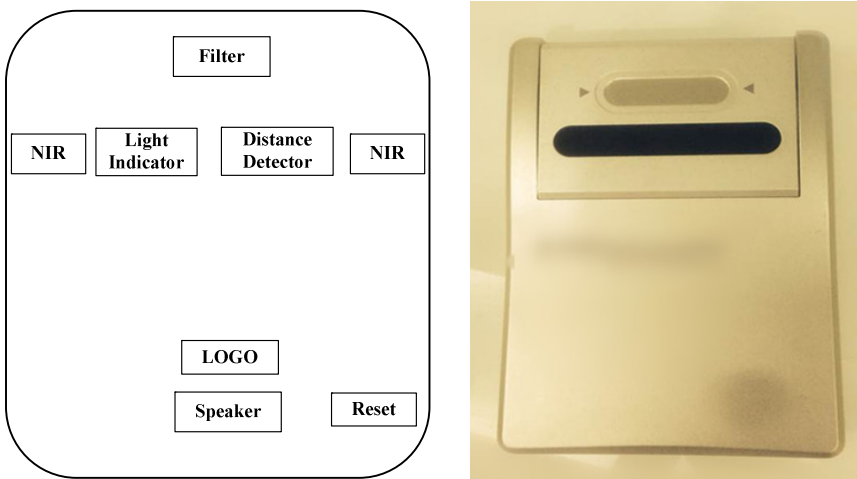 Filter
NIR
Light
Indicator
Distance
Detector
NIR
LOGO
Speaker
Reset